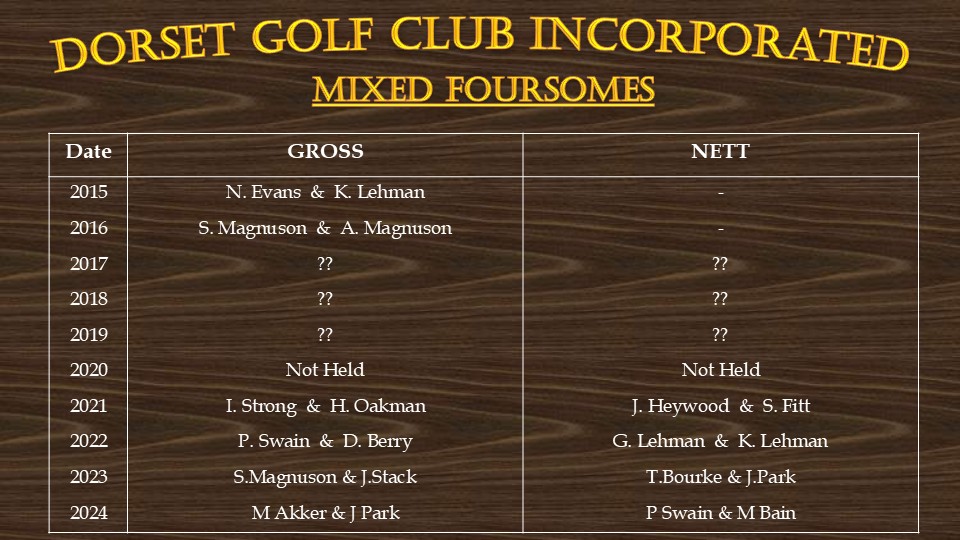 DORSET GOLF CLUB INCORPORATED
MIXED FOURSOMES
Date GROSS NETT
2015 N. Evans & K. Lehman -
2016 S. Magnuson & A. Magnuson -
2017 ?? ??
2018 ?? ??
2019 ?? ??
2020 Not Held Not Held
2021 I. Strong & H. Oakman J. Heywood & S. Fitt
2022 P. Swain & D. Berry G. Lehman & K. Lehman
2023 S.Magnuson & J.Stack T.Bourke & J.Park
2024 M Akker & J Park P Swain & M Bain